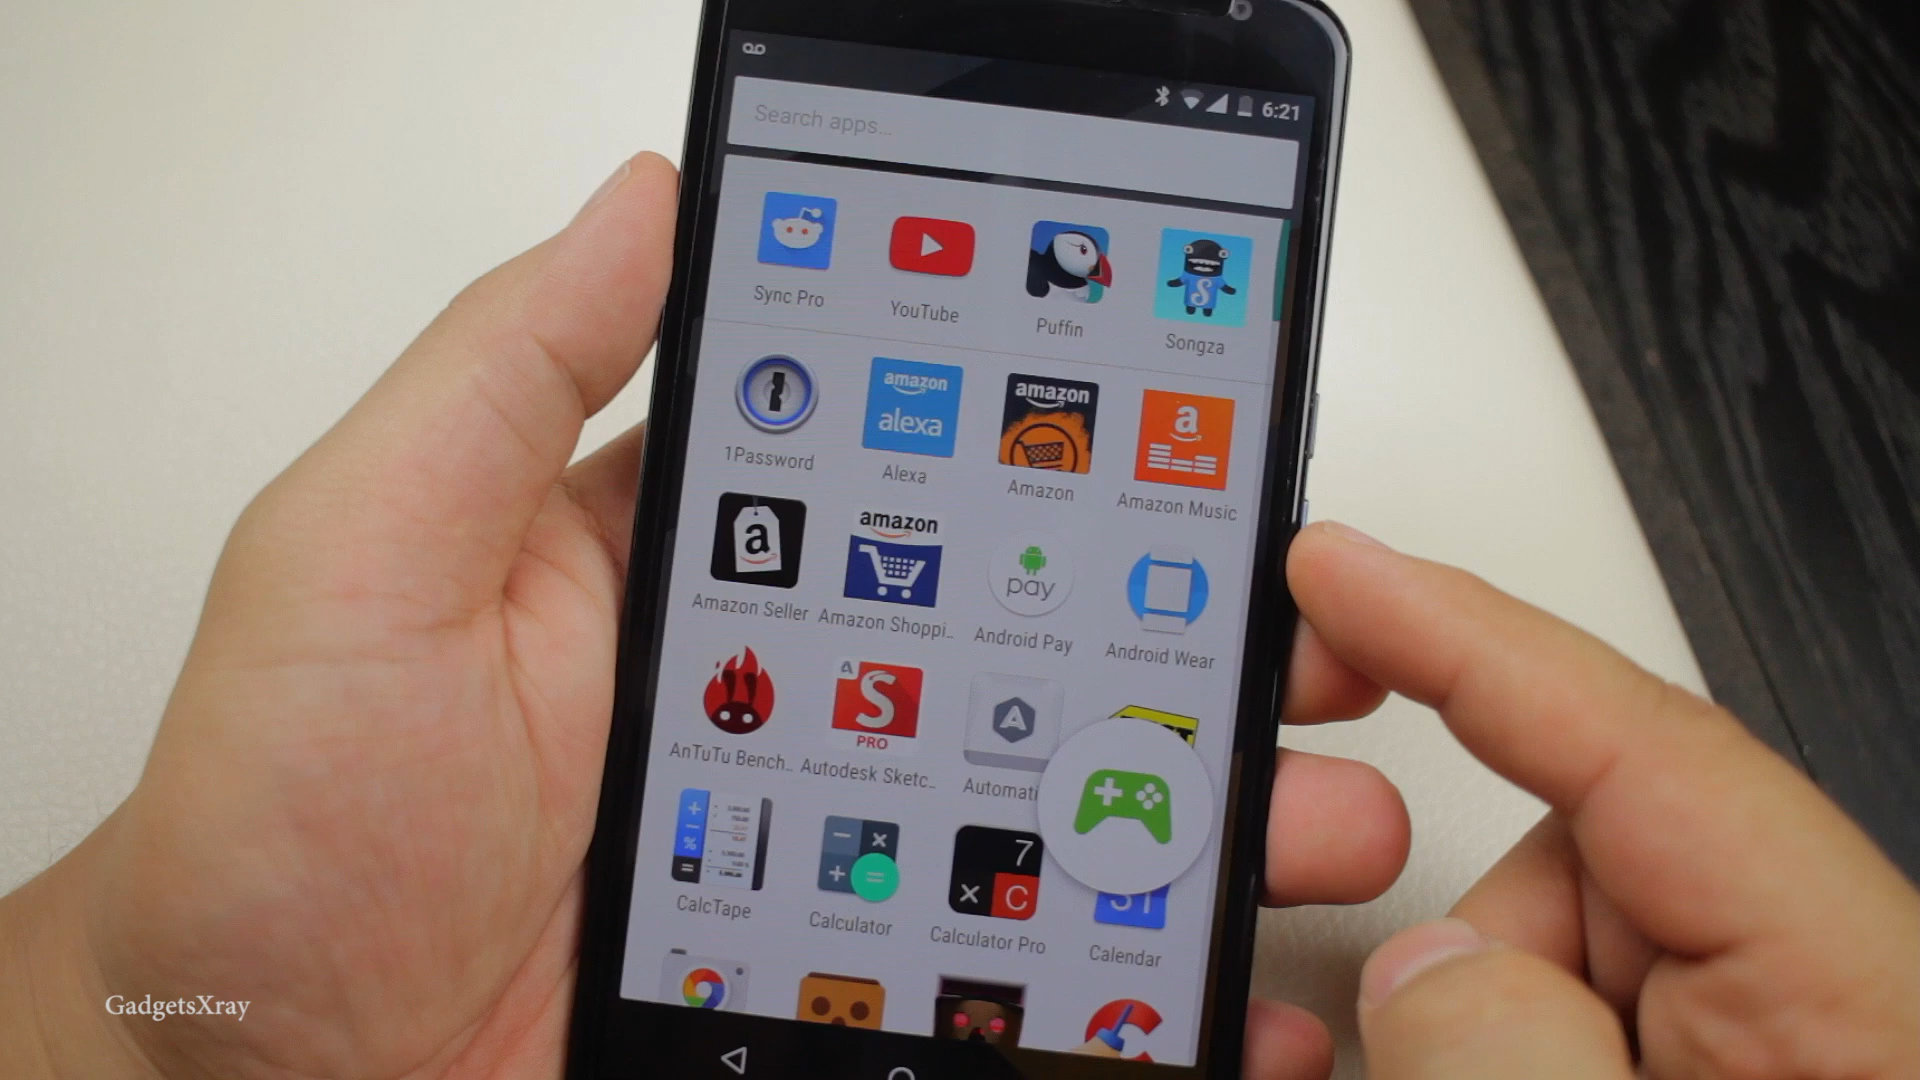 6:21
Search apps...
Sync Pro
YouTube
Puffin
S
Songza
1Password
amazon
alexa
Alexa
amazon
Amazon
a
Amazon Music
a
Amazon Seller
amazon
Amazon Shoppi...
pay
Android Pay
Android Wear
AnTuTu Bench...
A
S
PRO
Autodesk Sketc...
A
Automati
CalcTape
+
−
%
=
− ×
+ =
Calculator
7
× C
Calculator Pro
31
Calendar
GadgetsXray